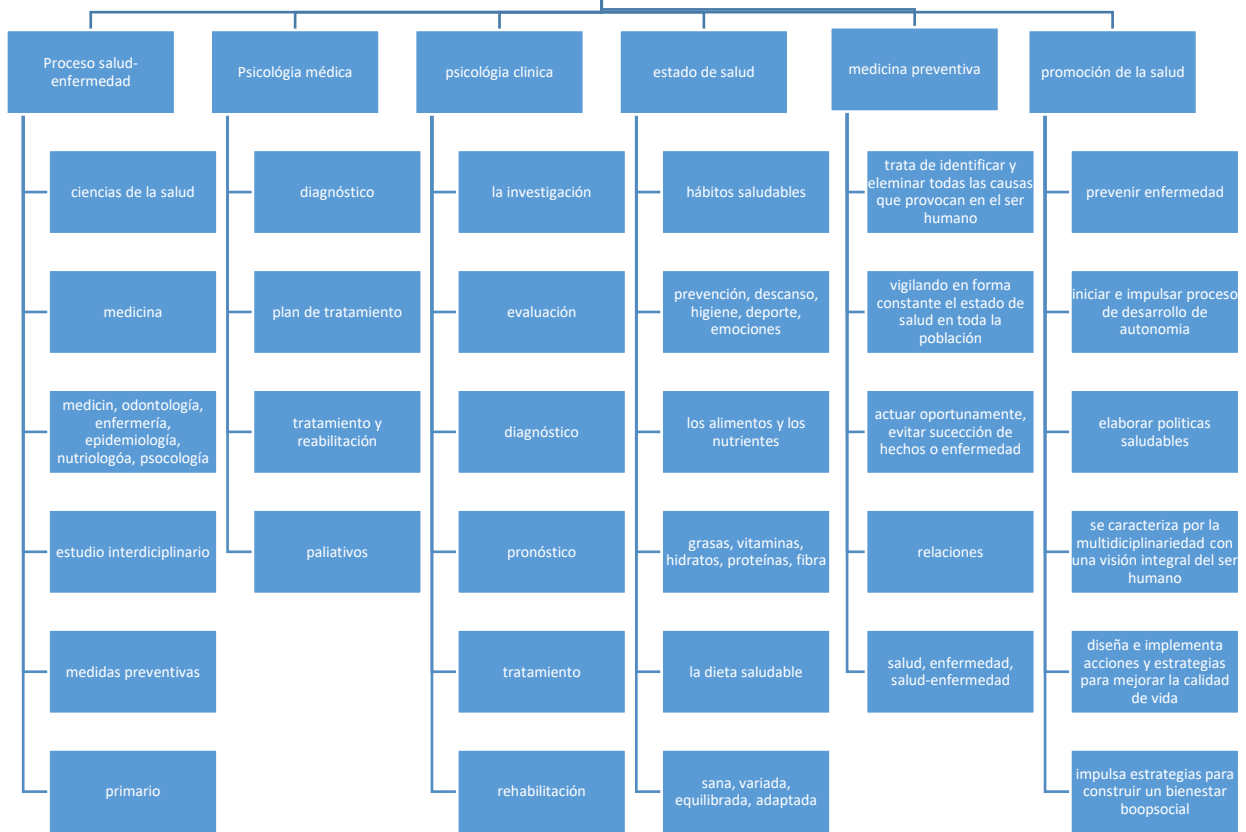 Proceso salud-
enfermedad
Psicológia médica
psicológia clinica
estado de salud
medicina preventiva
promoción de la salud
ciencias de la salud
medicina
medicin, odontología,
enfermería,
epidemiología,
nutriologóa, psocología
estudio interdiciplinario
medidas preventivas
primario
diagnóstico
plan de tratamiento
tratamiento y
reabilitación
paliativos
la investigación
evaluación
diagnóstico
pronóstico
tratamiento
rehabilitación
hábitos saludables
prevención, descanso,
higiene, deporte,
emociones
los alimentos y los
nutrientes
grasas, vitaminas,
hidratos, proteínas, fibra
la dieta saludable
sana, variada,
equilibrada, adaptada
trata de identificar y
eleminar todas las causas
que provocan en el ser
humano
vigilando en forma
constante el estado de
salud en toda la
población
actuar oportunamente,
evitar sucección de
hechos o enfermedad
relaciones
salud, enfermedad,
salud-enfermedad
prevenir enfermedad
iniciar e impulsar proceso
de desarrollo de
autonomia
elaborar politicas
saludables
se caracteriza por la
multidiciplinariedad con
una visión integral del ser
humano
diseña e implementa
acciones y estrategias
para mejorar la calidad
de vida
impulsa estrategias para
construir un bienestar
boopsocial